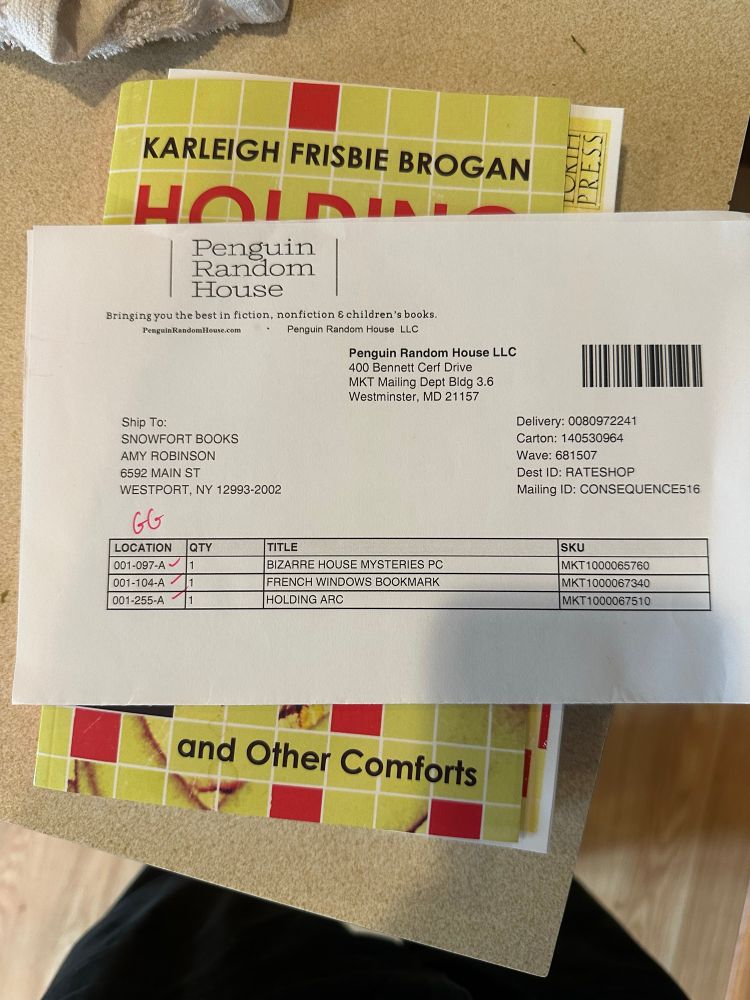 KARLEIGH FRISBIE BROGAN
HOLDING
PRESS
Penguin
Random
House
Bringing you the best in fiction, nonfiction & children's books.
PenguinRandomHouse.com · Penguin Random House LLC
Penguin Random House LLC
400 Bennett Cerf Drive
MKT Mailing Dept Bldg 3.6
Westminster, MD 21157
Ship To:
SNOWFORT BOOKS
AMY ROBINSON
6592 MAIN ST
WESTPORT, NY 12993-2002
Delivery: 0080972241
Carton: 140530964
Wave: 681507
Dest ID: RATESHOP
Mailing ID: CONSEQUENCE516
GG
LOCATION QTY TITLE SKU
001-097-A 1 BIZARRE HOUSE MYSTERIES PC MKT1000065760
001-104-A 1 FRENCH WINDOWS BOOKMARK MKT1000067340
001-255-A 1 HOLDING ARC MKT1000067510
and Other Comforts